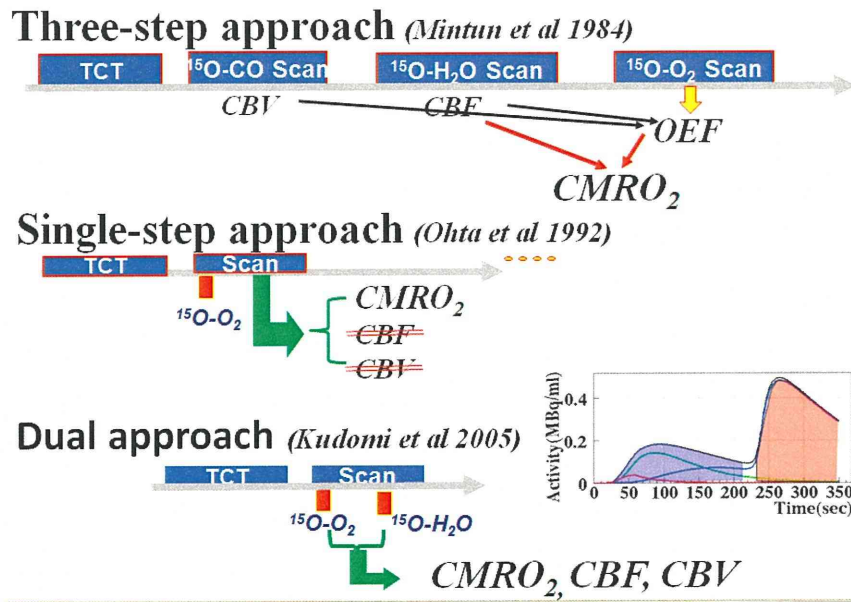 Three-step approach (Mintun et al 1984)
TCT
¹⁵O-CO Scan
¹⁵O-H₂O Scan
¹⁵O-O₂ Scan
CBV
CBF
OEF
CMRO₂
Single-step approach (Ohta et al 1992)
TCT
Scan
¹⁵O-O₂
CMRO₂
CBF
CBV
Dual approach (Kudomi et al 2005)
TCT
Scan
¹⁵O-O₂
¹⁵O-H₂O
CMRO₂, CBF, CBV
Activity(MBq/ml)
0.4
0.2
0
0 50 100 150 200 250 300 350
Time(sec)